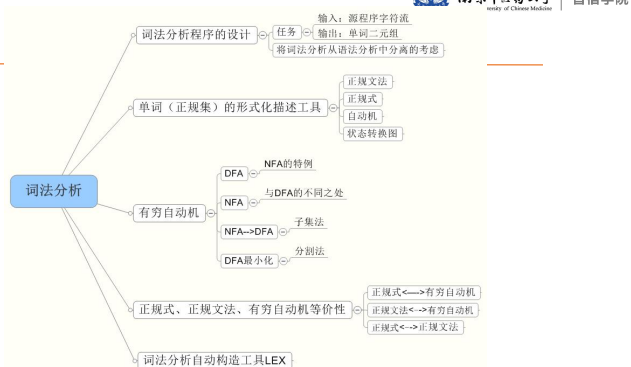 rersity of Chinese Medicine
词法分析
词法分析程序的设计
任务
输入：源程序字符流
输出：单词二元组
将词法分析从语法分析中分离的考虑
单词（正规集）的形式化描述工具
正规文法
正规式
自动机
状态转换图
有穷自动机
DFA
NFA的特例
NFA
与DFA的不同之处
NFA-->DFA
子集法
DFA最小化
分割法
正规式、正规文法、有穷自动机等价性
正规式<---->有穷自动机
正规文法<-->有穷自动机
正规式<-->正规文法
词法分析自动构造工具LEX